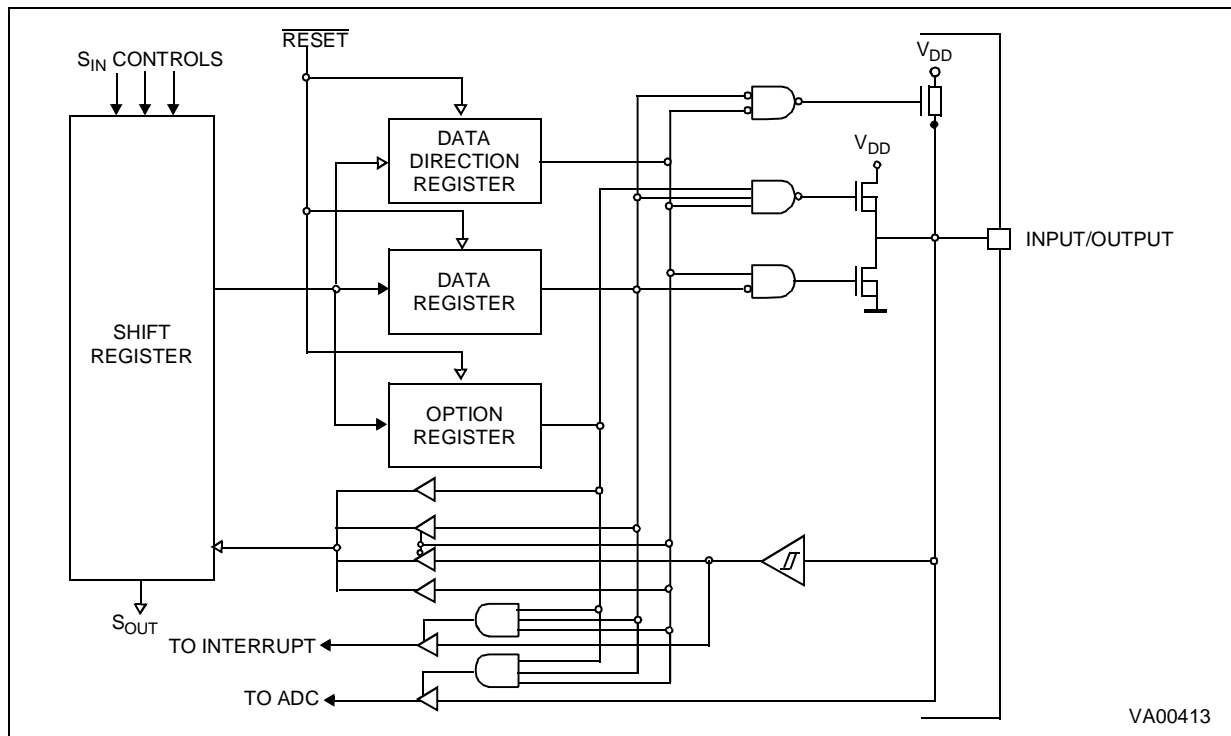 RESET
S_IN CONTROLS
V_DD
DATA
DIRECTION
REGISTER
V_DD
INPUT/OUTPUT
DATA
REGISTER
SHIFT
REGISTER
OPTION
REGISTER
S_OUT
TO INTERRUPT
TO ADC
VA00413